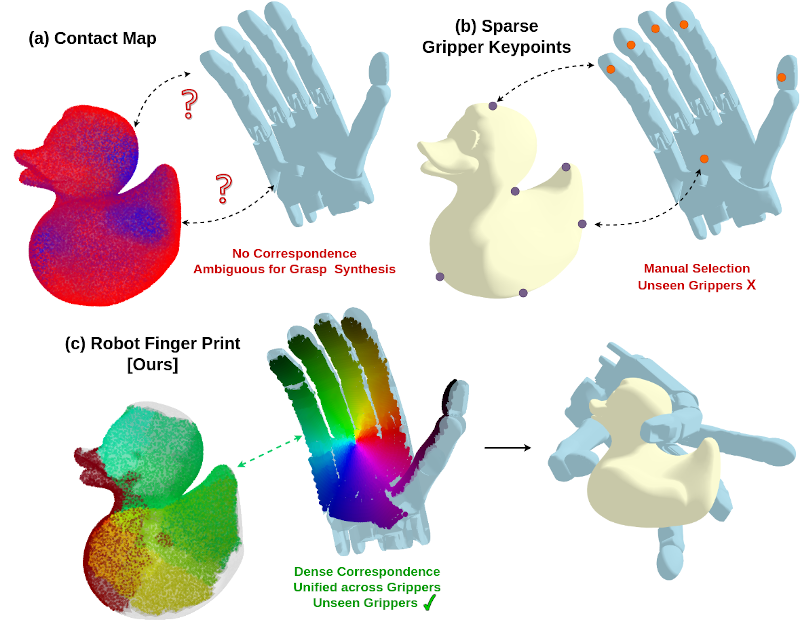 (a) Contact Map
?
?
No Correspondence
Ambiguous for Grasp Synthesis
(b) Sparse
Gripper Keypoints
Manual Selection
Unseen Grippers X
(c) Robot Finger Print
[Ours]
Dense Correspondence
Unified across Grippers
Unseen Grippers ✓